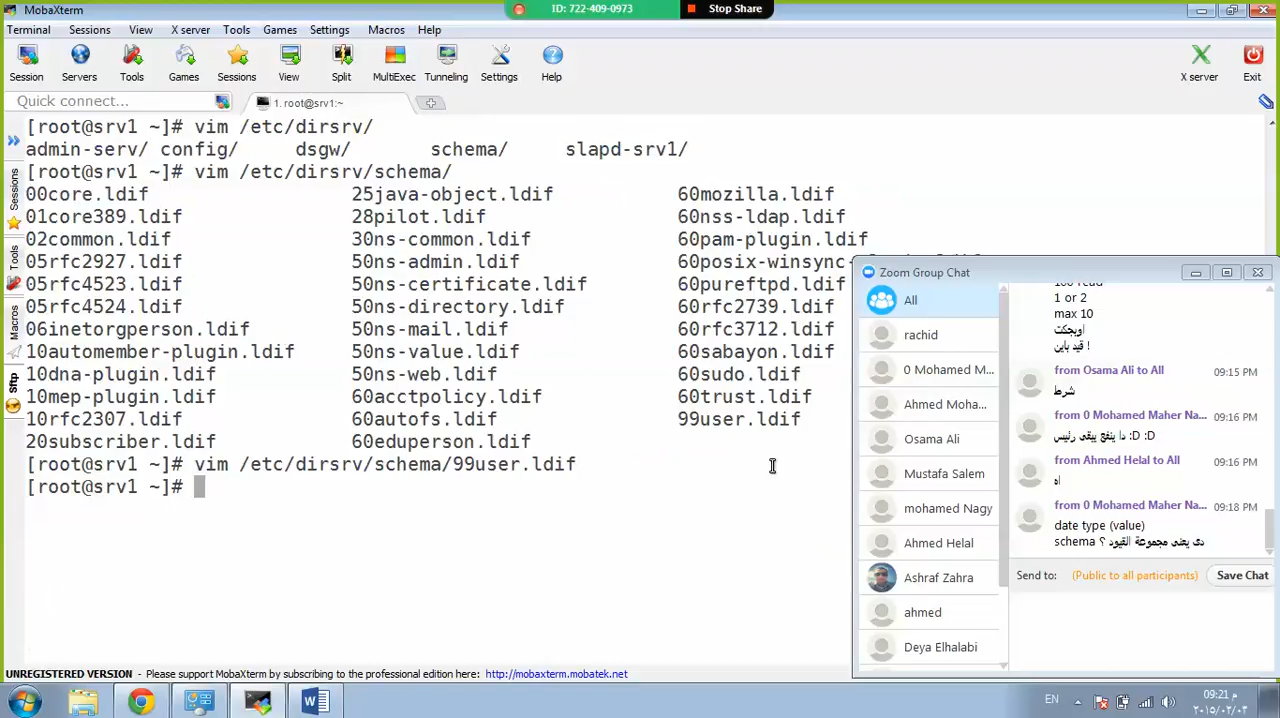 MobaXterm
ID: 722-409-0973
Stop Share
Terminal Sessions View X server Tools Games Settings Macros Help
Session Servers Tools Games Sessions View Split MultiExec Tunneling Settings Help X server Exit
Quick connect...
1. root@srv1:~
[root@srv1 ~]# vim /etc/dirsrv/
admin-serv/ config/ dsgw/ schema/ slapd-srv1/
[root@srv1 ~]# vim /etc/dirsrv/schema/
00core.ldif 25java-object.ldif 60mozilla.ldif
01core389.ldif 28pilot.ldif 60nss-ldap.ldif
02common.ldif 30ns-common.ldif 60pam-plugin.ldif
05rfc2927.ldif 50ns-admin.ldif 60posix-winsync-
05rfc4523.ldif 50ns-certificate.ldif 60pureftpd.ldif
05rfc4524.ldif 50ns-directory.ldif 60rfc2739.ldif
06inetorgperson.ldif 50ns-mail.ldif 60rfc3712.ldif
10automember-plugin.ldif 50ns-value.ldif 60sabayon.ldif
10dna-plugin.ldif 50ns-web.ldif 60sudo.ldif
10mep-plugin.ldif 60acctpolicy.ldif 60trust.ldif
10rfc2307.ldif 60autofs.ldif 99user.ldif
20subscriber.ldif 60eduperson.ldif
[root@srv1 ~]# vim /etc/dirsrv/schema/99user.ldif
[root@srv1 ~]#
Sessions
Tools
Macros
Sftp
Zoom Group Chat
All
rachid
0 Mohamed M...
Ahmed Moha...
Osama Ali
Mustafa Salem
mohamed Nagy
Ahmed Helal
Ashraf Zahra
ahmed
Deya Elhalabi
1 or 2
max 10
اوبجكت
قيد باين !
from Osama Ali to All 09:15 PM
شرط
from 0 Mohamed Maher Na... 09:16 PM
دا ينفع يبقى رئيس :D :D
from Ahmed Helal to All 09:16 PM
اه
from 0 Mohamed Maher Na... 09:18 PM
date type (value)
schema دى يعنى مجموعة القيود ؟
Send to: (Public to all participants) Save Chat
UNREGISTERED VERSION - Please support MobaXterm by subscribing to the professional edition here: http://mobaxterm.mobatek.net
EN
09:21 م
٢٠١٥/٠٢/٠٣